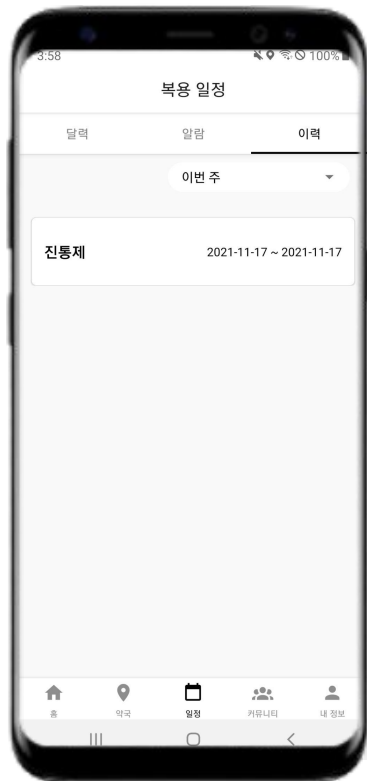 3:58 100%
복용 일정
달력 알람 이력
이번 주
진통제 2021-11-17 ~ 2021-11-17
홈 약국 일정 커뮤니티 내 정보